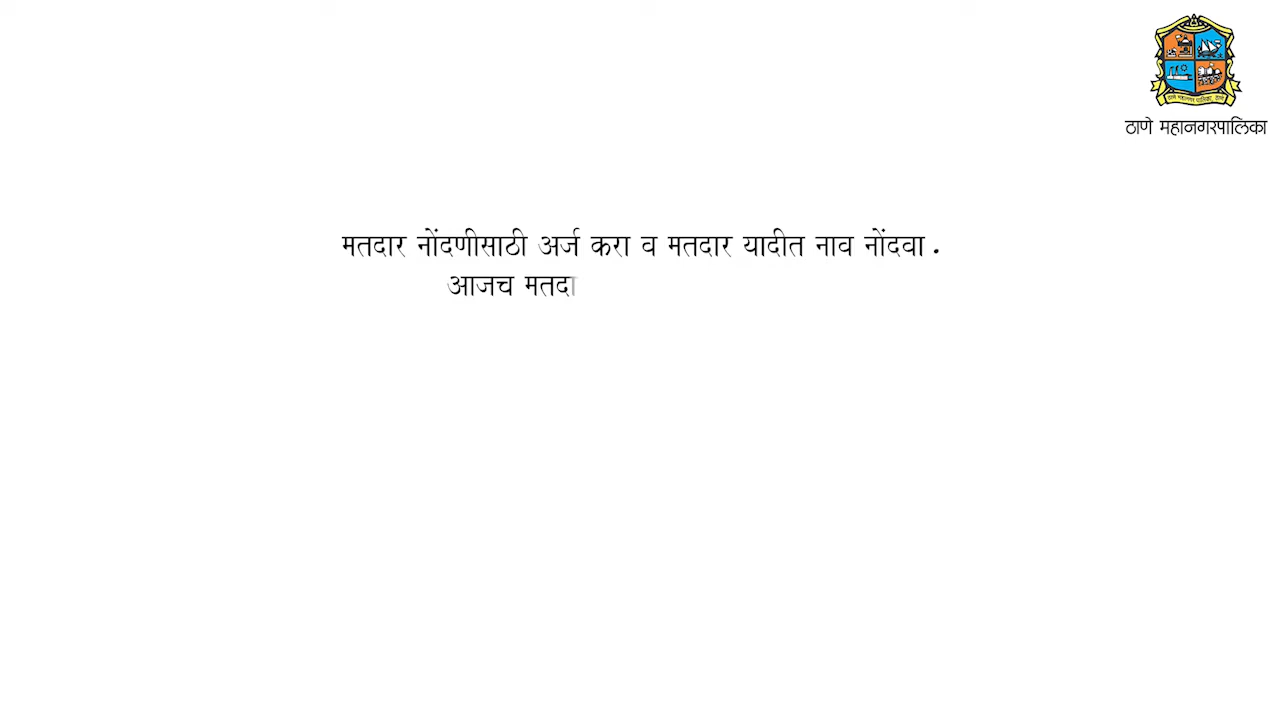 ठाणे महानगरपालिका
मतदार नोंदणीसाठी अर्ज करा व मतदार यादीत नाव नोंदवा.
आजच मतदा